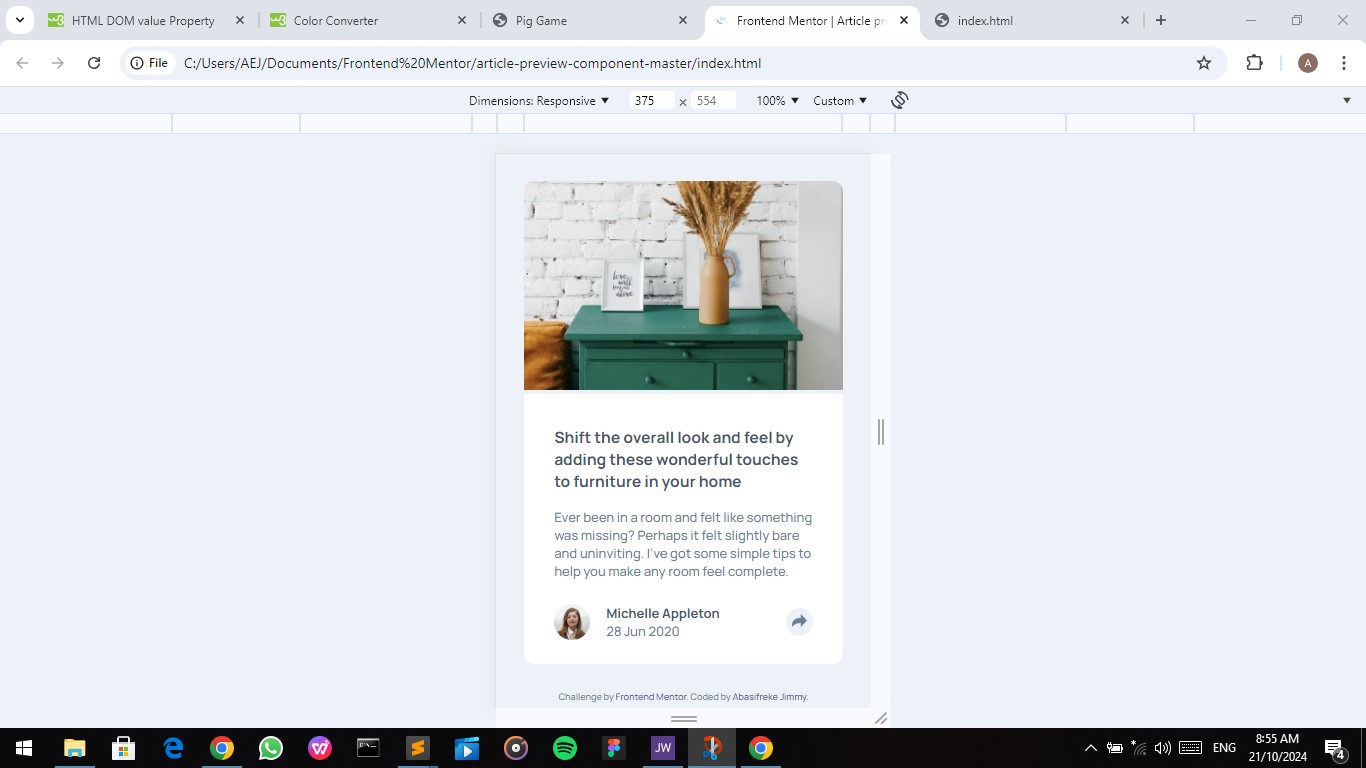 HTML DOM value Property
Color Converter
Pig Game
Frontend Mentor | Article pr
index.html
File
C:/Users/AEJ/Documents/Frontend%20Mentor/article-preview-component-master/index.html
A
Dimensions: Responsive
375
×
554
100%
Custom
love
will
alone
Shift the overall look and feel by
adding these wonderful touches
to furniture in your home
Ever been in a room and felt like something
was missing? Perhaps it felt slightly bare
and uninviting. I've got some simple tips to
help you make any room feel complete.
Michelle Appleton
28 Jun 2020
Challenge by Frontend Mentor. Coded by Abasifreke Jimmy.
JW
ENG
8:55 AM
21/10/2024
4